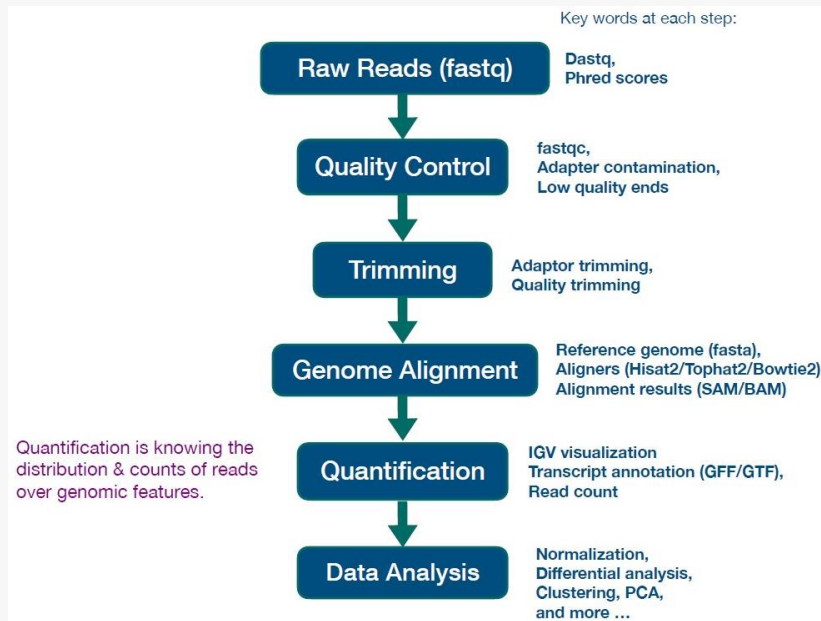 Key words at each step:
Raw Reads (fastq)
Dastq,
Phred scores
Quality Control
fastqc,
Adapter contamination,
Low quality ends
Trimming
Adaptor trimming,
Quality trimming
Genome Alignment
Reference genome (fasta),
Aligners (Hisat2/Tophat2/Bowtie2)
Alignment results (SAM/BAM)
Quantification is knowing the
distribution & counts of reads
over genomic features.
Quantification
IGV visualization
Transcript annotation (GFF/GTF),
Read count
Data Analysis
Normalization,
Differential analysis,
Clustering, PCA,
and more ...